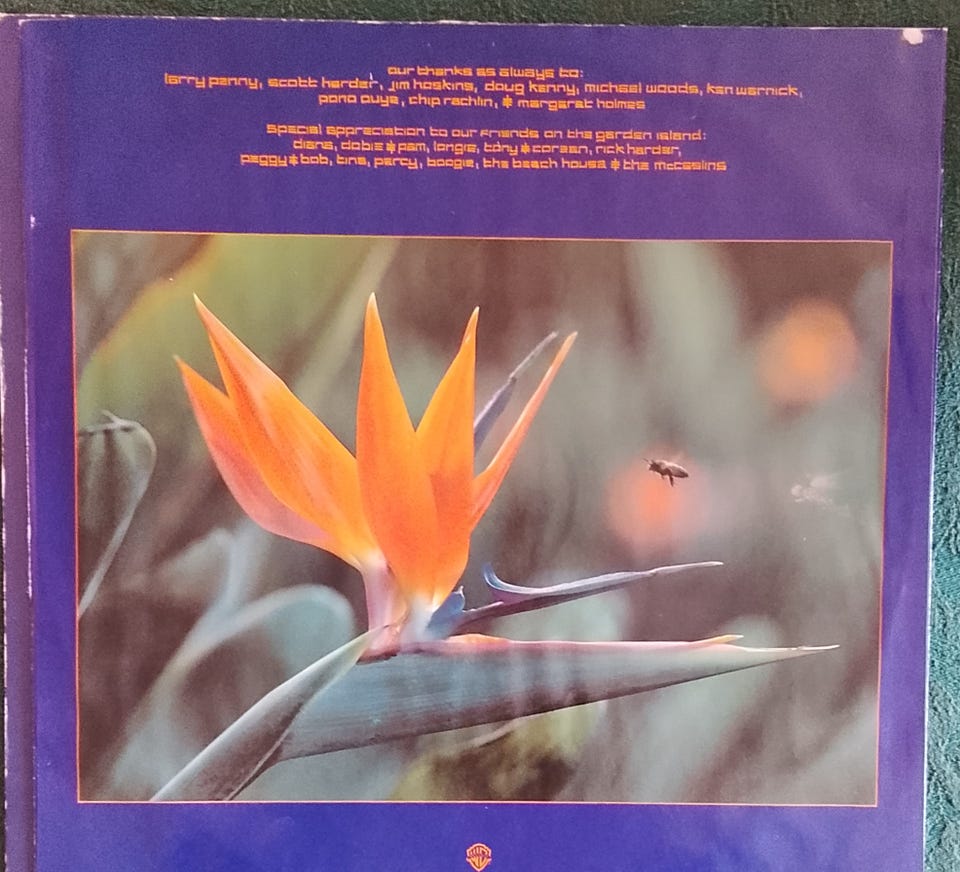 our thanks as always to:
larry penny, scott harder, jim hoskins, doug kenny, michael woods, ken warnick,
pono ouye, chip rachlin, & margaret holmes
special appreciation to our friends on the garden island:
diana, dobie & pam, longie, tony & coreen, rick harder,
peggy & bob, tina, percy, boogie, the beach house & the mccaslins